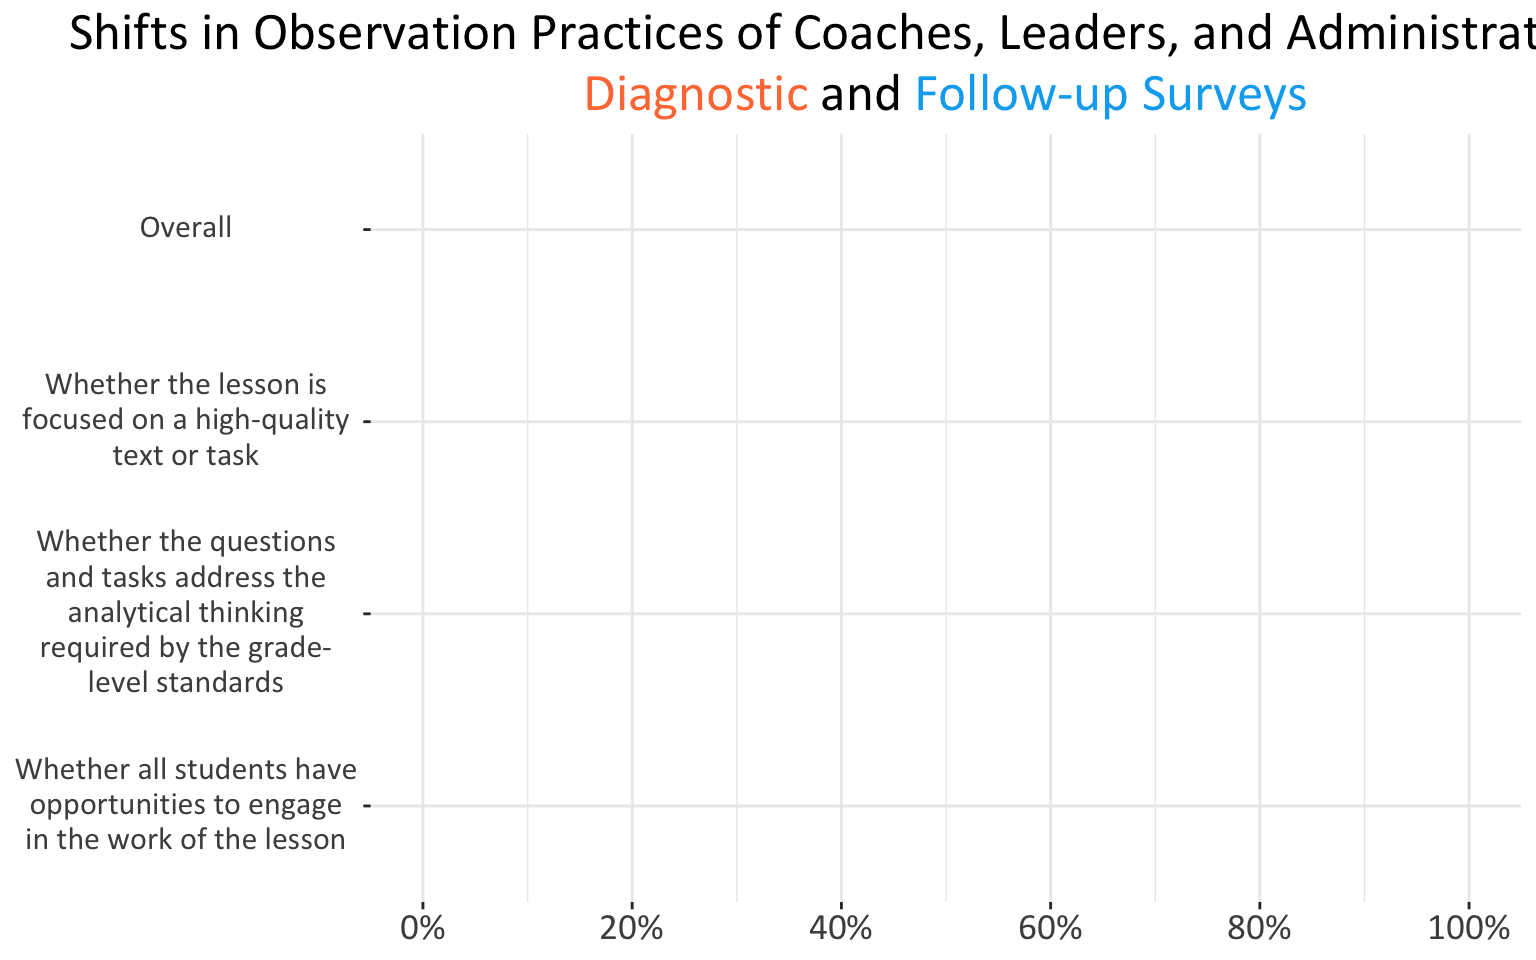 Shifts in Observation Practices of Coaches, Leaders, and Administrat
Diagnostic and Follow-up Surveys
Overall
Whether the lesson is
focused on a high-quality
text or task
Whether the questions
and tasks address the
analytical thinking
required by the grade-
level standards
Whether all students have
opportunities to engage
in the work of the lesson
0% 20% 40% 60% 80% 100%